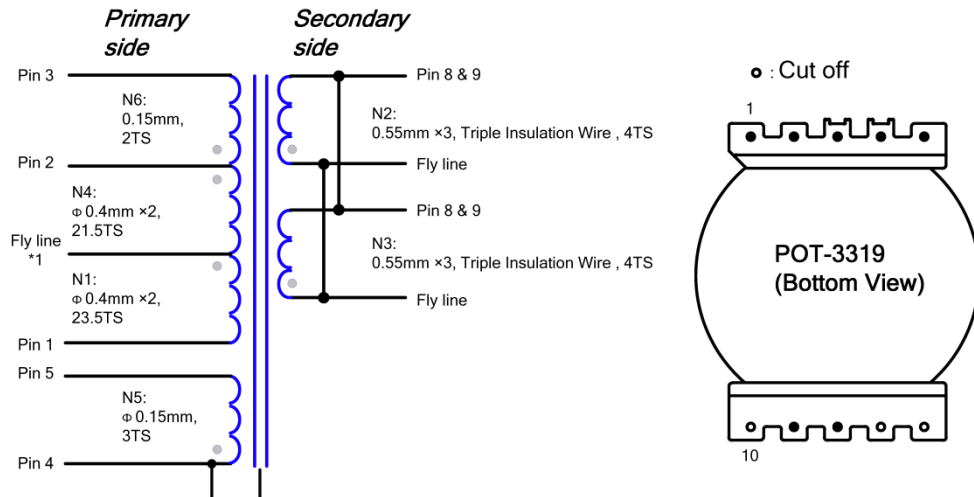 Primary
side
Secondary
side
Pin 3
N6:
0.15mm,
2TS
Pin 2
N4:
Φ 0.4mm ×2,
21.5TS
Fly line
*1
N1:
Φ 0.4mm ×2,
23.5TS
Pin 1
Pin 5
N5:
Φ 0.15mm,
3TS
Pin 4
Pin 8 & 9
N2:
0.55mm ×3, Triple Insulation Wire , 4TS
Fly line
Pin 8 & 9
N3:
0.55mm ×3, Triple Insulation Wire , 4TS
Fly line
: Cut off
1
POT-3319
(Bottom View)
10